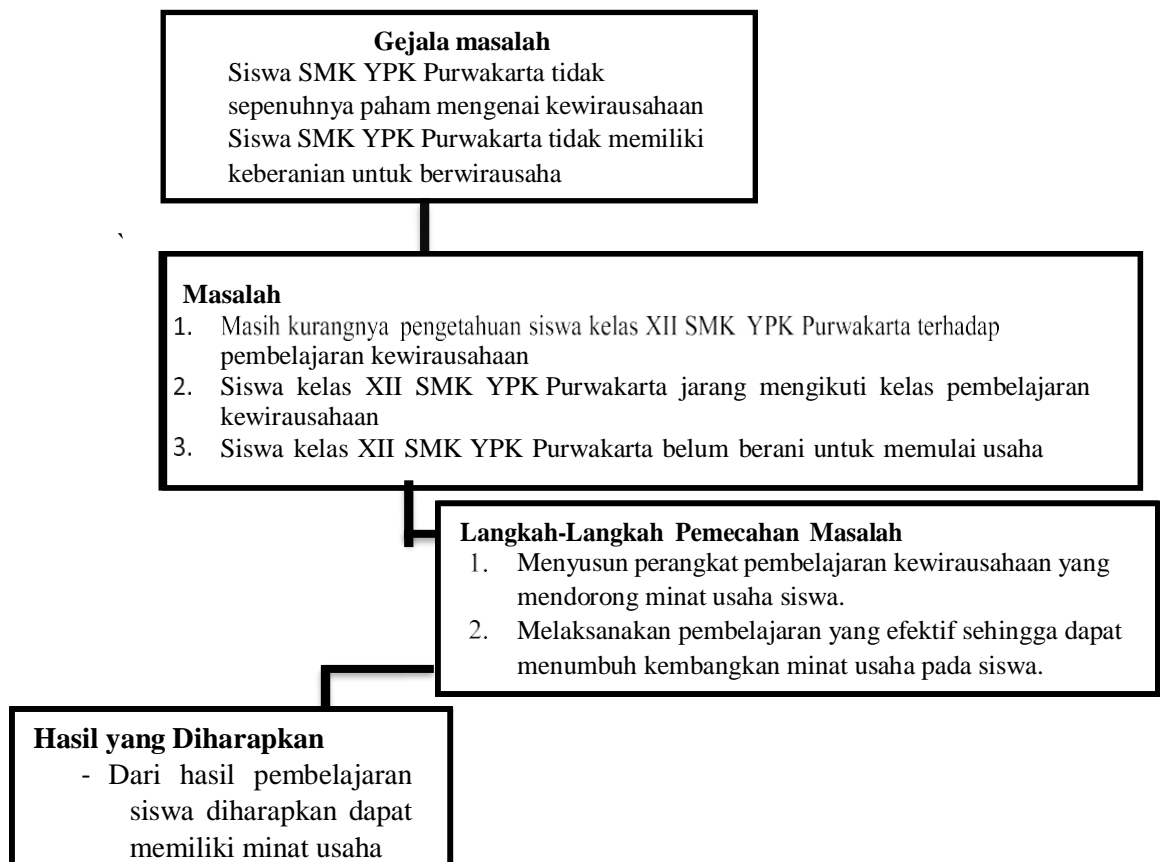 Gejala masalah
Siswa SMK YPK Purwakarta tidak
sepenuhnya paham mengenai kewirausahaan
Siswa SMK YPK Purwakarta tidak memiliki
keberanian untuk berwirausaha
`
Masalah
1. Masih kurangnya pengetahuan siswa kelas XII SMK YPK Purwakarta terhadap
pembelajaran kewirausahaan
2. Siswa kelas XII SMK YPK Purwakarta jarang mengikuti kelas pembelajaran
kewirausahaan
3. Siswa kelas XII SMK YPK Purwakarta belum berani untuk memulai usaha
Langkah-Langkah Pemecahan Masalah
1. Menyusun perangkat pembelajaran kewirausahaan yang
mendorong minat usaha siswa.
2. Melaksanakan pembelajaran yang efektif sehingga dapat
menumbuh kembangkan minat usaha pada siswa.
Hasil yang Diharapkan
- Dari hasil pembelajaran
siswa diharapkan dapat
memiliki minat usaha